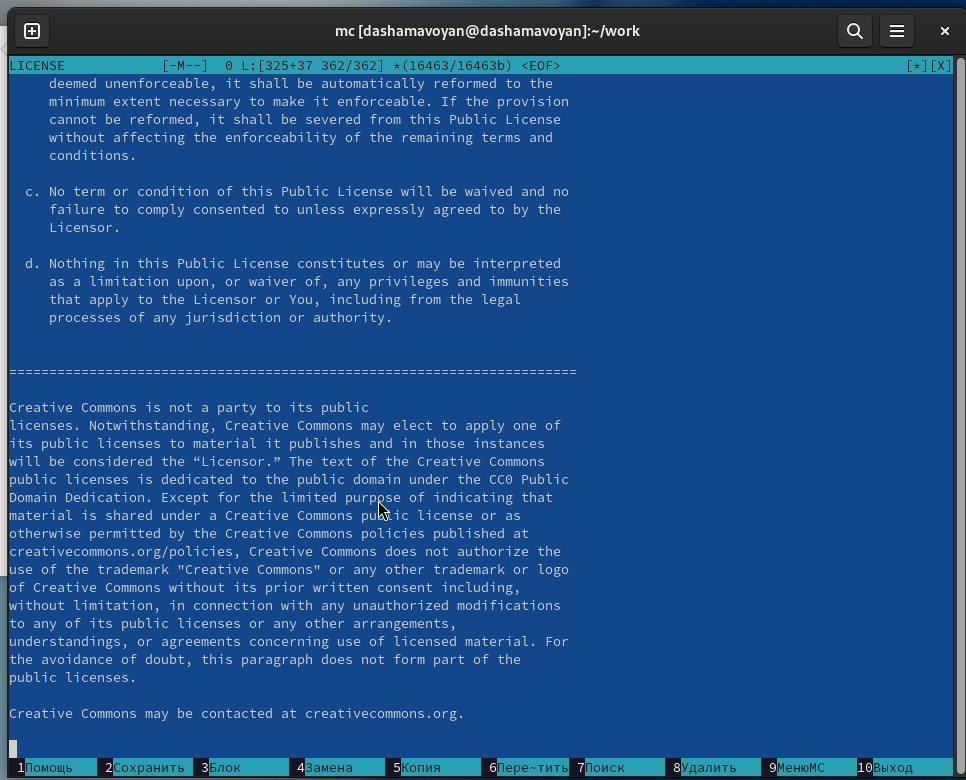 mc [dashamavoyan@dashamavoyan]:~/work
LICENSE [-M--] 0 L:[325+37 362/362] *(16463/16463b) <EOF> [*][X]
deemed unenforceable, it shall be automatically reformed to the
minimum extent necessary to make it enforceable. If the provision
cannot be reformed, it shall be severed from this Public License
without affecting the enforceability of the remaining terms and
conditions.
c. No term or condition of this Public License will be waived and no
failure to comply consented to unless expressly agreed to by the
Licensor.
d. Nothing in this Public License constitutes or may be interpreted
as a limitation upon, or waiver of, any privileges and immunities
that apply to the Licensor or You, including from the legal
processes of any jurisdiction or authority.
=======================================================================
Creative Commons is not a party to its public
licenses. Notwithstanding, Creative Commons may elect to apply one of
its public licenses to material it publishes and in those instances
will be considered the “Licensor.” The text of the Creative Commons
public licenses is dedicated to the public domain under the CC0 Public
Domain Dedication. Except for the limited purpose of indicating that
material is shared under a Creative Commons public license or as
otherwise permitted by the Creative Commons policies published at
creativecommons.org/policies, Creative Commons does not authorize the
use of the trademark "Creative Commons" or any other trademark or logo
of Creative Commons without its prior written consent including,
without limitation, in connection with any unauthorized modifications
to any of its public licenses or any other arrangements,
understandings, or agreements concerning use of licensed material. For
the avoidance of doubt, this paragraph does not form part of the
public licenses.
Creative Commons may be contacted at creativecommons.org.
1Помощь 2Сохранить 3Блок 4Замена 5Копия 6Пере~тить 7Поиск 8Удалить 9МенюMC 10Выход